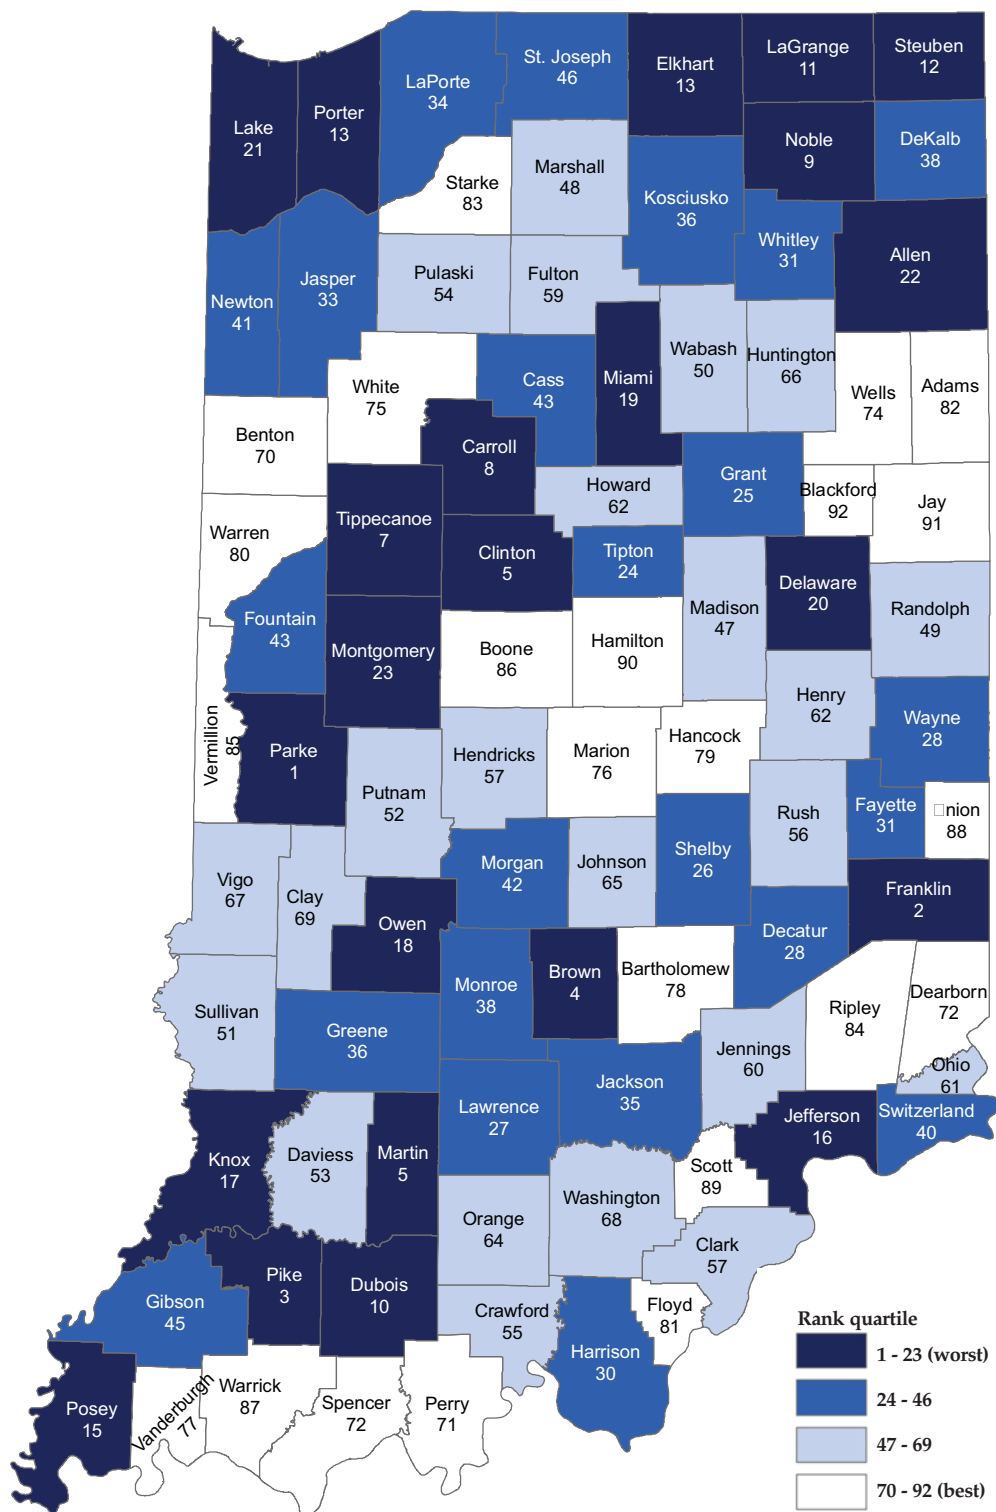 LaPorte
34
St. Joseph
46
Elkhart
13
LaGrange
11
Steuben
12
Lake
21
Porter
13
Noble
9
DeKalb
38
Starke
83
Marshall
48
Kosciusko
36
Whitley
31
Allen
22
Newton
41
Jasper
33
Pulaski
54
Fulton
59
White
75
Cass
43
Miami
19
Wabash
50
Huntington
66
Wells
74
Adams
82
Benton
70
Carroll
8
Howard
62
Grant
25
Blackford
92
Jay
91
Warren
80
Tippecanoe
7
Clinton
5
Tipton
24
Madison
47
Delaware
20
Randolph
49
Fountain
43
Montgomery
23
Boone
86
Hamilton
90
Henry
62
Wayne
28
Vermillion
85
Parke
1
Putnam
52
Hendricks
57
Marion
76
Hancock
79
Rush
56
Fayette
31
□nion
88
Vigo
67
Clay
69
Owen
18
Morgan
42
Johnson
65
Shelby
26
Franklin
2
Decatur
28
Sullivan
51
Greene
36
Monroe
38
Brown
4
Bartholomew
78
Jennings
60
Ripley
84
Dearborn
72
Ohio
61
Switzerland
40
Jefferson
16
Knox
17
Daviess
53
Martin
5
Lawrence
27
Jackson
35
Scott
89
Orange
64
Washington
68
Clark
57
Gibson
45
Pike
3
Dubois
10
Crawford
55
Harrison
30
Floyd
81
Posey
15
Vanderburgh
77
Warrick
87
Spencer
72
Perry
71
Rank quartile
1 - 23 (worst)
24 - 46
47 - 69
70 - 92 (best)